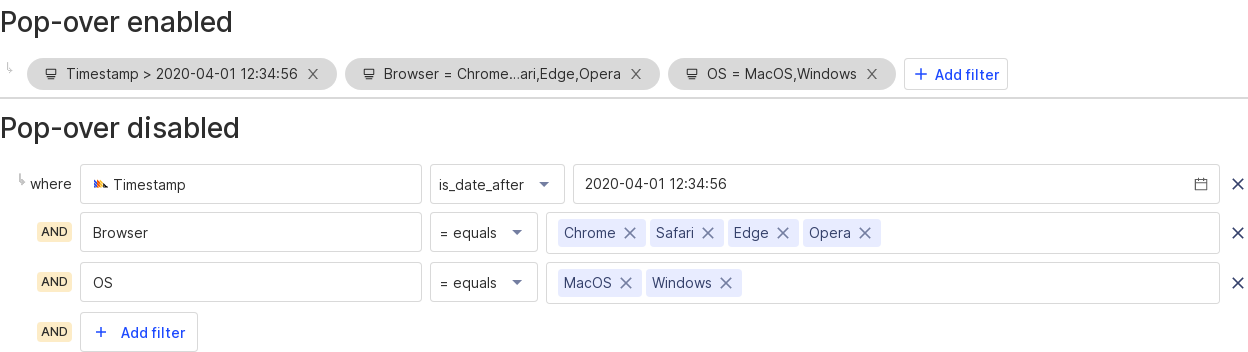 Pop-over enabled
Timestamp > 2020-04-01 12:34:56 Browser = Chrome...ari,Edge,Opera OS = MacOS,Windows + Add filter
Pop-over disabled
where Timestamp is_date_after 2020-04-01 12:34:56
AND Browser = equals Chrome Safari Edge Opera
AND OS = equals MacOS Windows
AND + Add filter